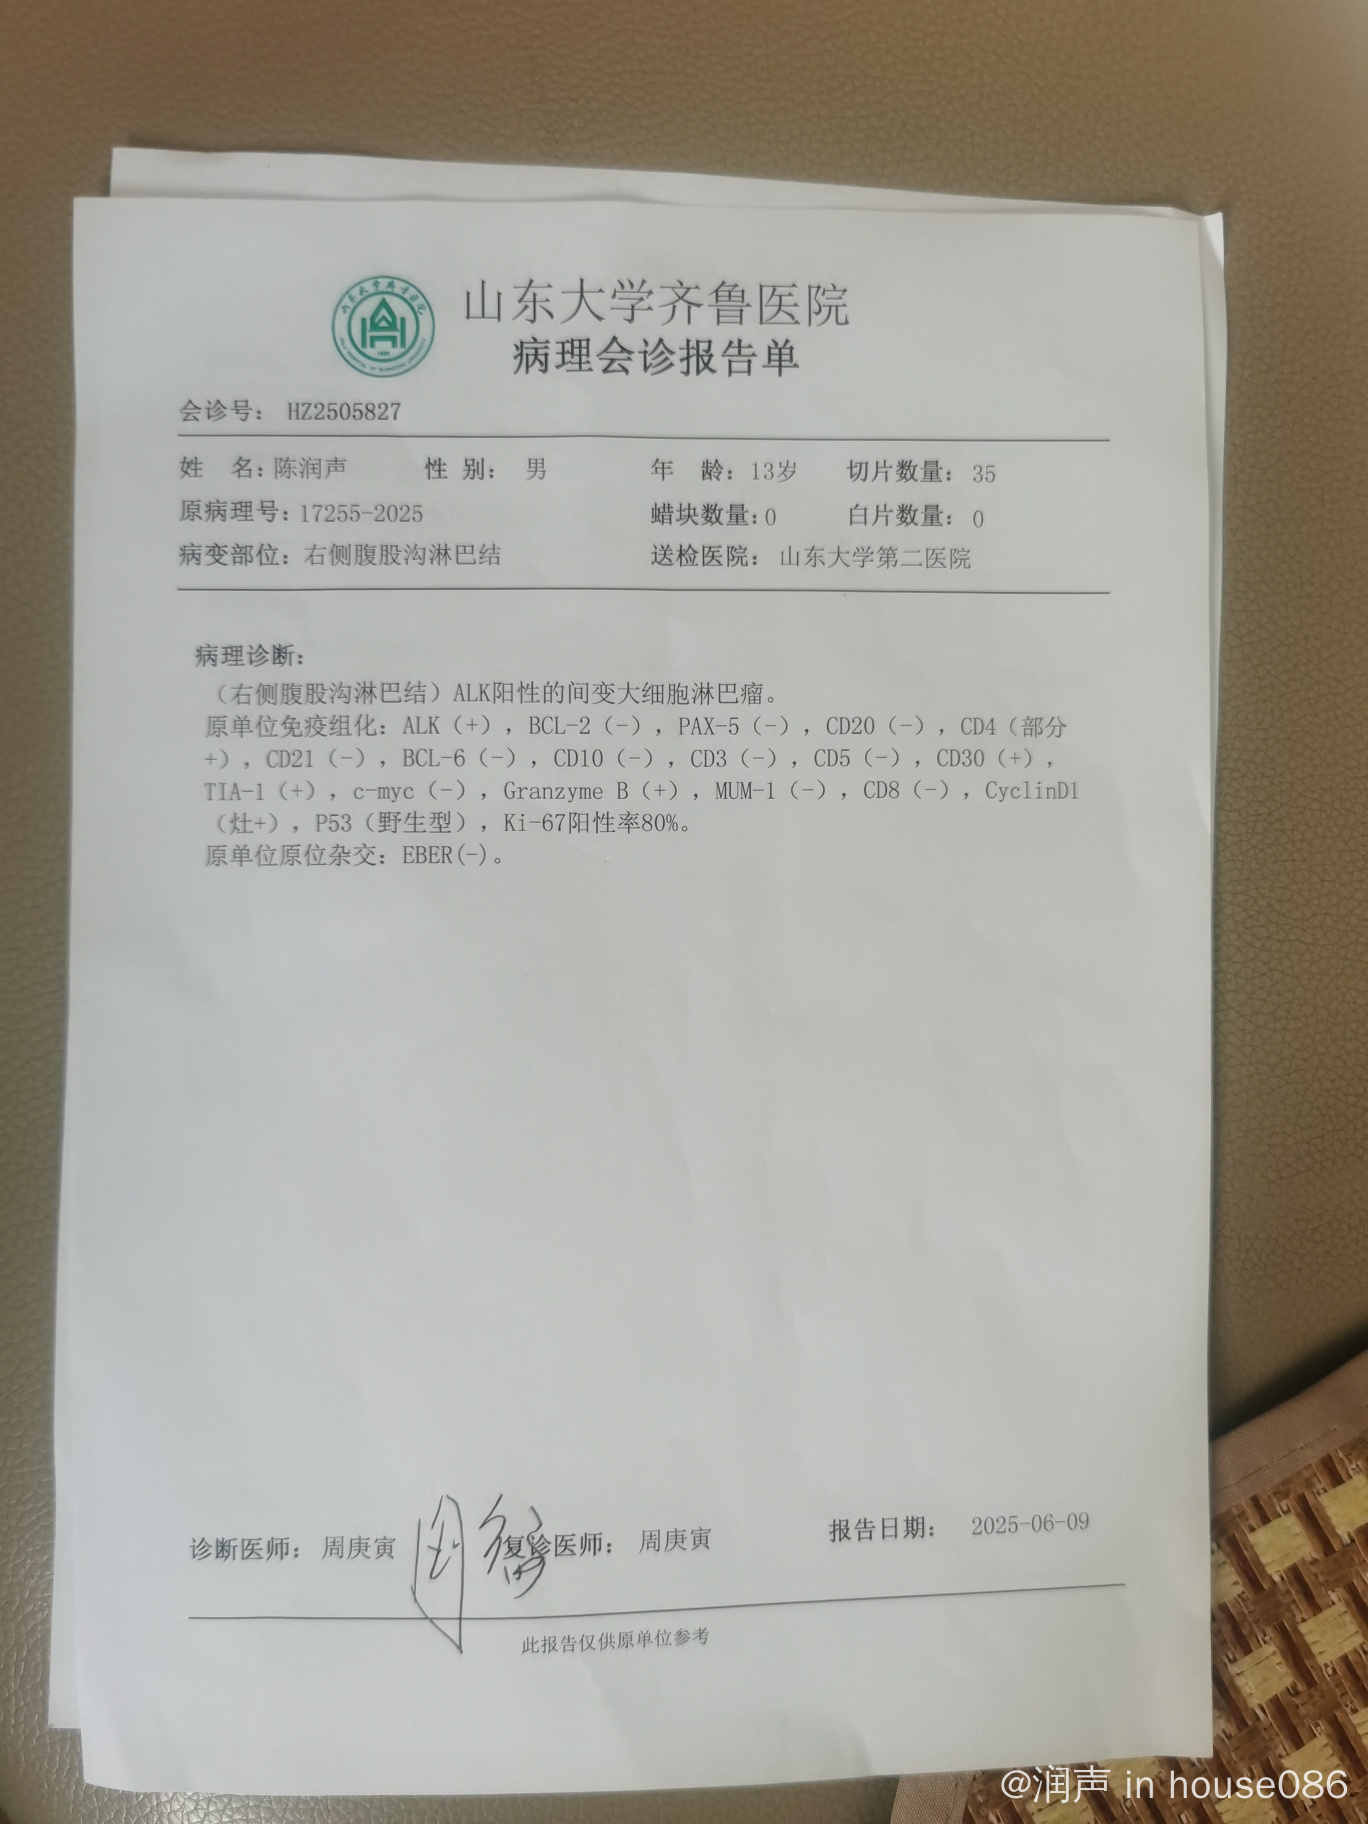 山东大学齐鲁医院
病理会诊报告单
会诊号： HZ2505827
姓 名：陈润声 性 别： 男 年 龄：13岁 切片数量： 35
原病理号：17255-2025 蜡块数量：0 白片数量： 0
病变部位：右侧腹股沟淋巴结 送检医院： 山东大学第二医院
病理诊断：
（右侧腹股沟淋巴结）ALK阳性的间变大细胞淋巴瘤。
原单位免疫组化：ALK（+），BCL-2（-），PAX-5（-），CD20（-），CD4（部分
+），CD21（-），BCL-6（-），CD10（-），CD3（-），CD5（-），CD30（+），
TIA-1（+），c-myc（-），Granzyme B（+），MUM-1（-），CD8（-），CyclinD1
（灶+），P53（野生型），Ki-67阳性率80%。
原单位原位杂交：EBER(-)。
诊断医师： 周庚寅 复诊医师： 周庚寅 报告日期： 2025-06-09
此报告仅供原单位参考
@润声 in house086